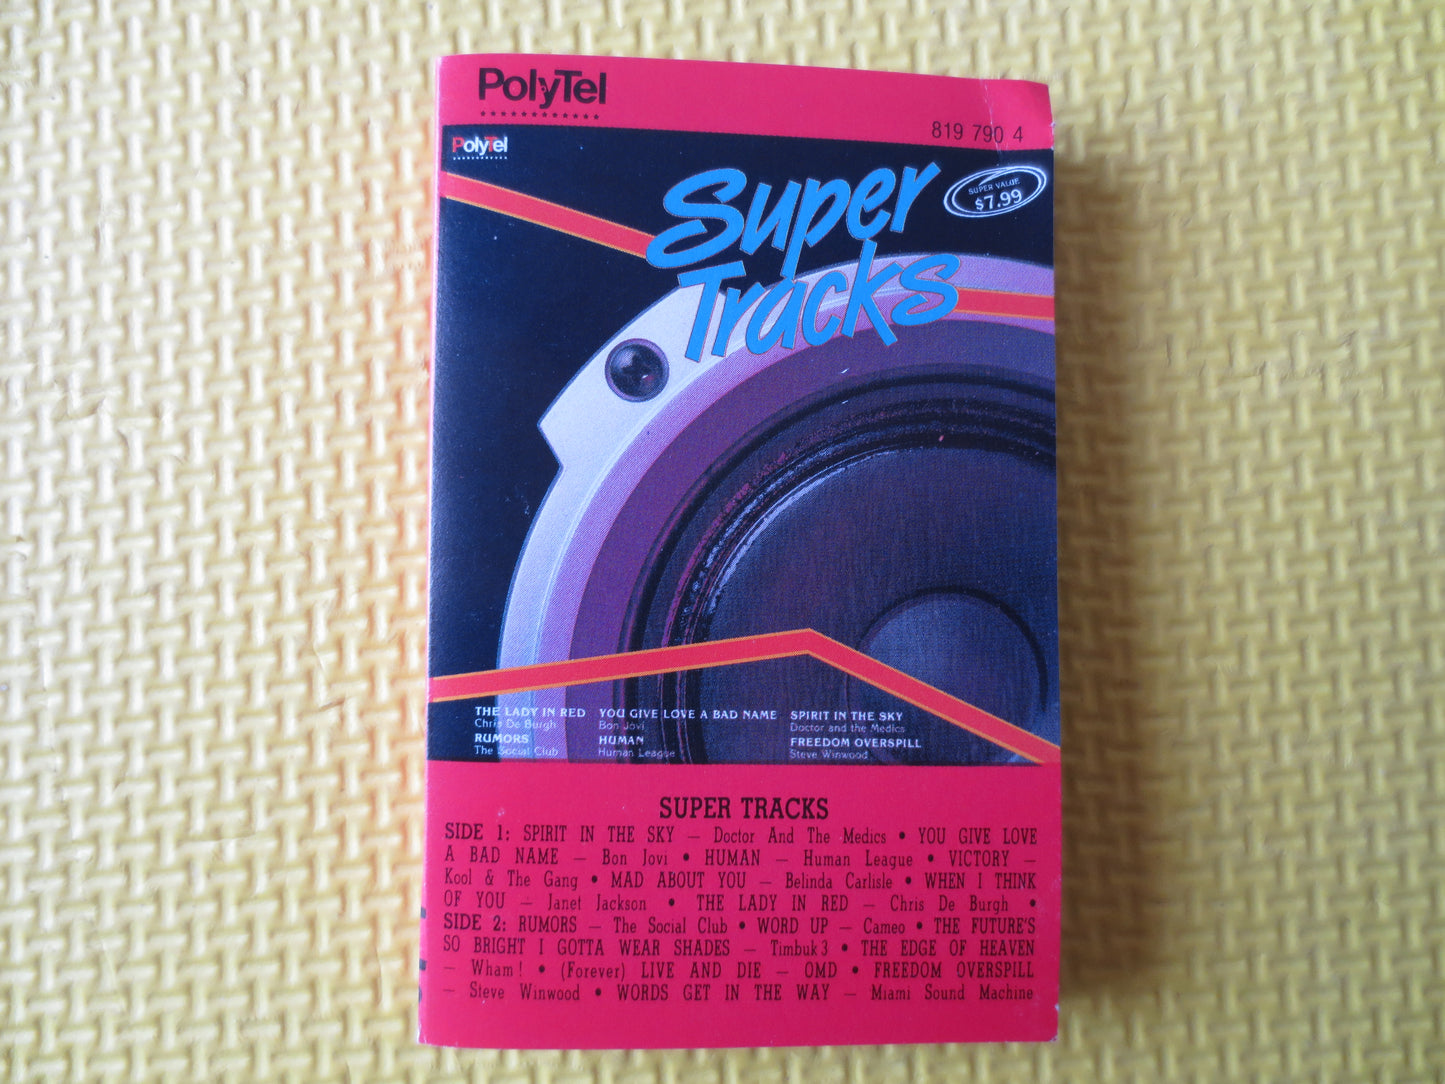 PolyTel
819 790 4
PolyTel
Super
Tracks
SUPER VALUE
$7.99
THE LADY IN RED
Chris De Burgh
RUMORS
The Social Club
YOU GIVE LOVE A BAD NAME
Bon Jovi
HUMAN
Human League
SPIRIT IN THE SKY
Doctor and the Medics
FREEDOM OVERSPILL
Steve Winwood
SUPER TRACKS
SIDE 1: SPIRIT IN THE SKY — Doctor And The Medics • YOU GIVE LOVE
A BAD NAME — Bon Jovi • HUMAN — Human League • VICTORY —
Kool & The Gang • MAD ABOUT YOU — Belinda Carlisle • WHEN I THINK
OF YOU — Janet Jackson • THE LADY IN RED — Chris De Burgh •
SIDE 2: RUMORS — The Social Club • WORD UP — Cameo • THE FUTURE'S
SO BRIGHT I GOTTA WEAR SHADES — Timbuk 3 • THE EDGE OF HEAVEN
— Wham! • (Forever) LIVE AND DIE — OMD • FREEDOM OVERSPILL
— Steve Winwood • WORDS GET IN THE WAY — Miami Sound Machine